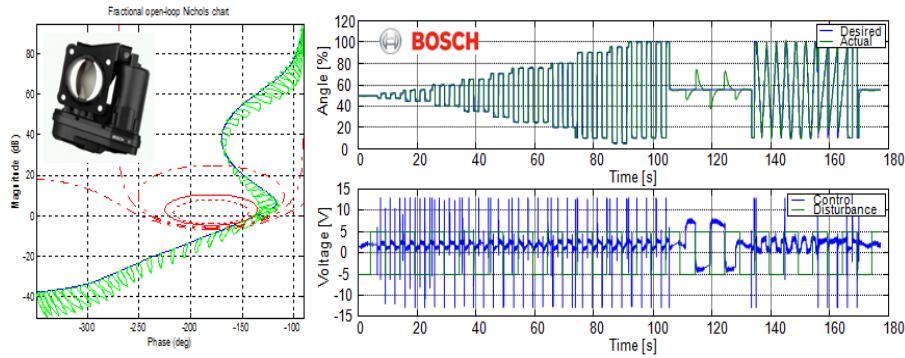 Fractional open-loop Nichols chart
Magnitude (dB)
80
60
40
20
0
-20
-40
-300
-250
-200
-150
-100
Phase (deg)
BOSCH
Desired
Actual
Angle [%]
120
100
80
60
40
20
0
0 20 40 60 80 100 120 140 160 180
Time [s]
Control
Disturbance
Voltage [V]
15
10
5
0
-5
-10
-15
0 20 40 60 80 100 120 140 160 180
Time [s]